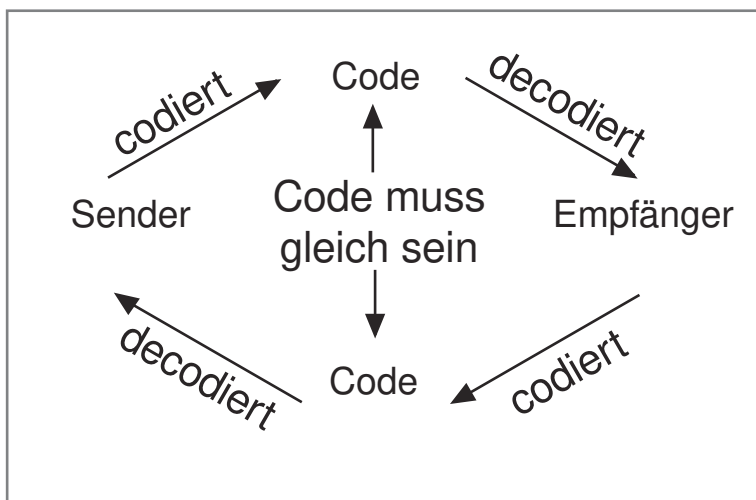 Code
codiert
decodiert
Code muss
gleich sein
Sender
Empfänger
decodiert
Code
codiert